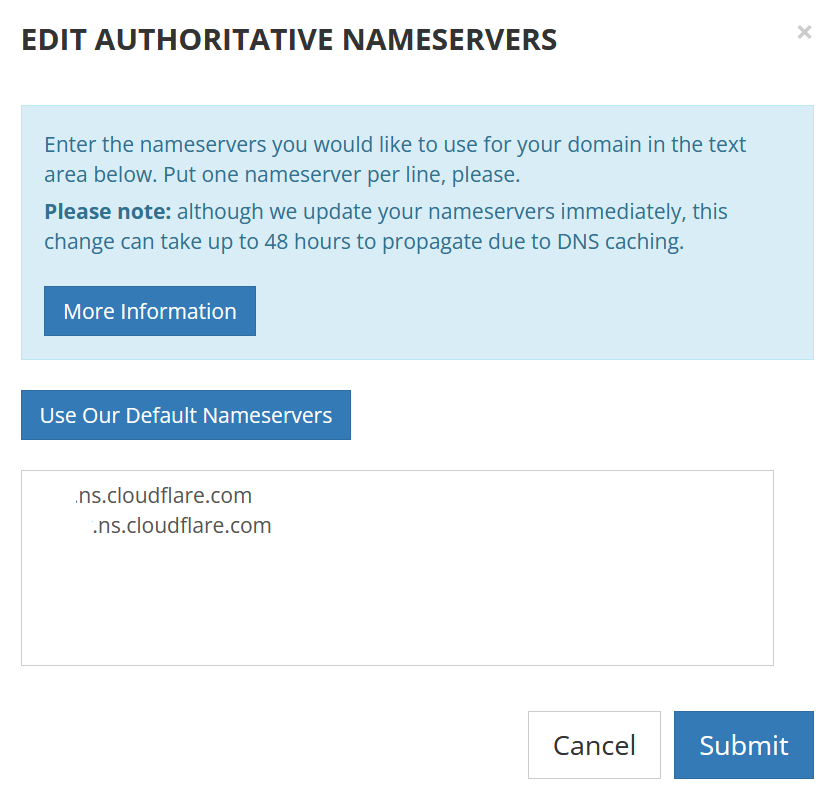 EDIT AUTHORITATIVE NAMESERVERS
×
Enter the nameservers you would like to use for your domain in the text
area below. Put one nameserver per line, please.
Please note: although we update your nameservers immediately, this
change can take up to 48 hours to propagate due to DNS caching.
More Information
Use Our Default Nameservers
.ns.cloudflare.com
.ns.cloudflare.com
Cancel
Submit